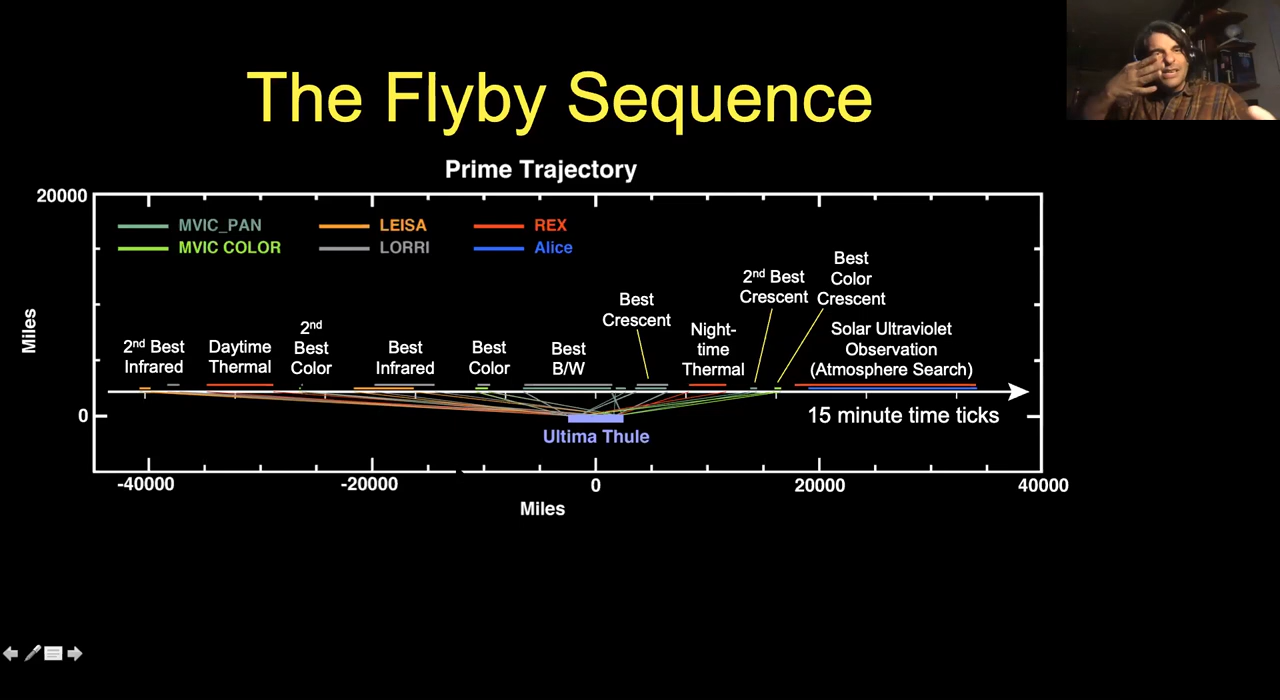 The Flyby Sequence
Prime Trajectory
20000
MVIC_PAN
LEISA
REX
MVIC COLOR
LORRI
Alice
Miles
2nd Best
Infrared
Daytime
Thermal
2nd
Best
Color
Best
Infrared
Best
Color
Best
B/W
Best
Crescent
Night-
time
Thermal
2nd Best
Crescent
Best
Color
Crescent
Solar Ultraviolet
Observation
(Atmosphere Search)
0
Ultima Thule
15 minute time ticks
-40000
-20000
0
20000
40000
Miles